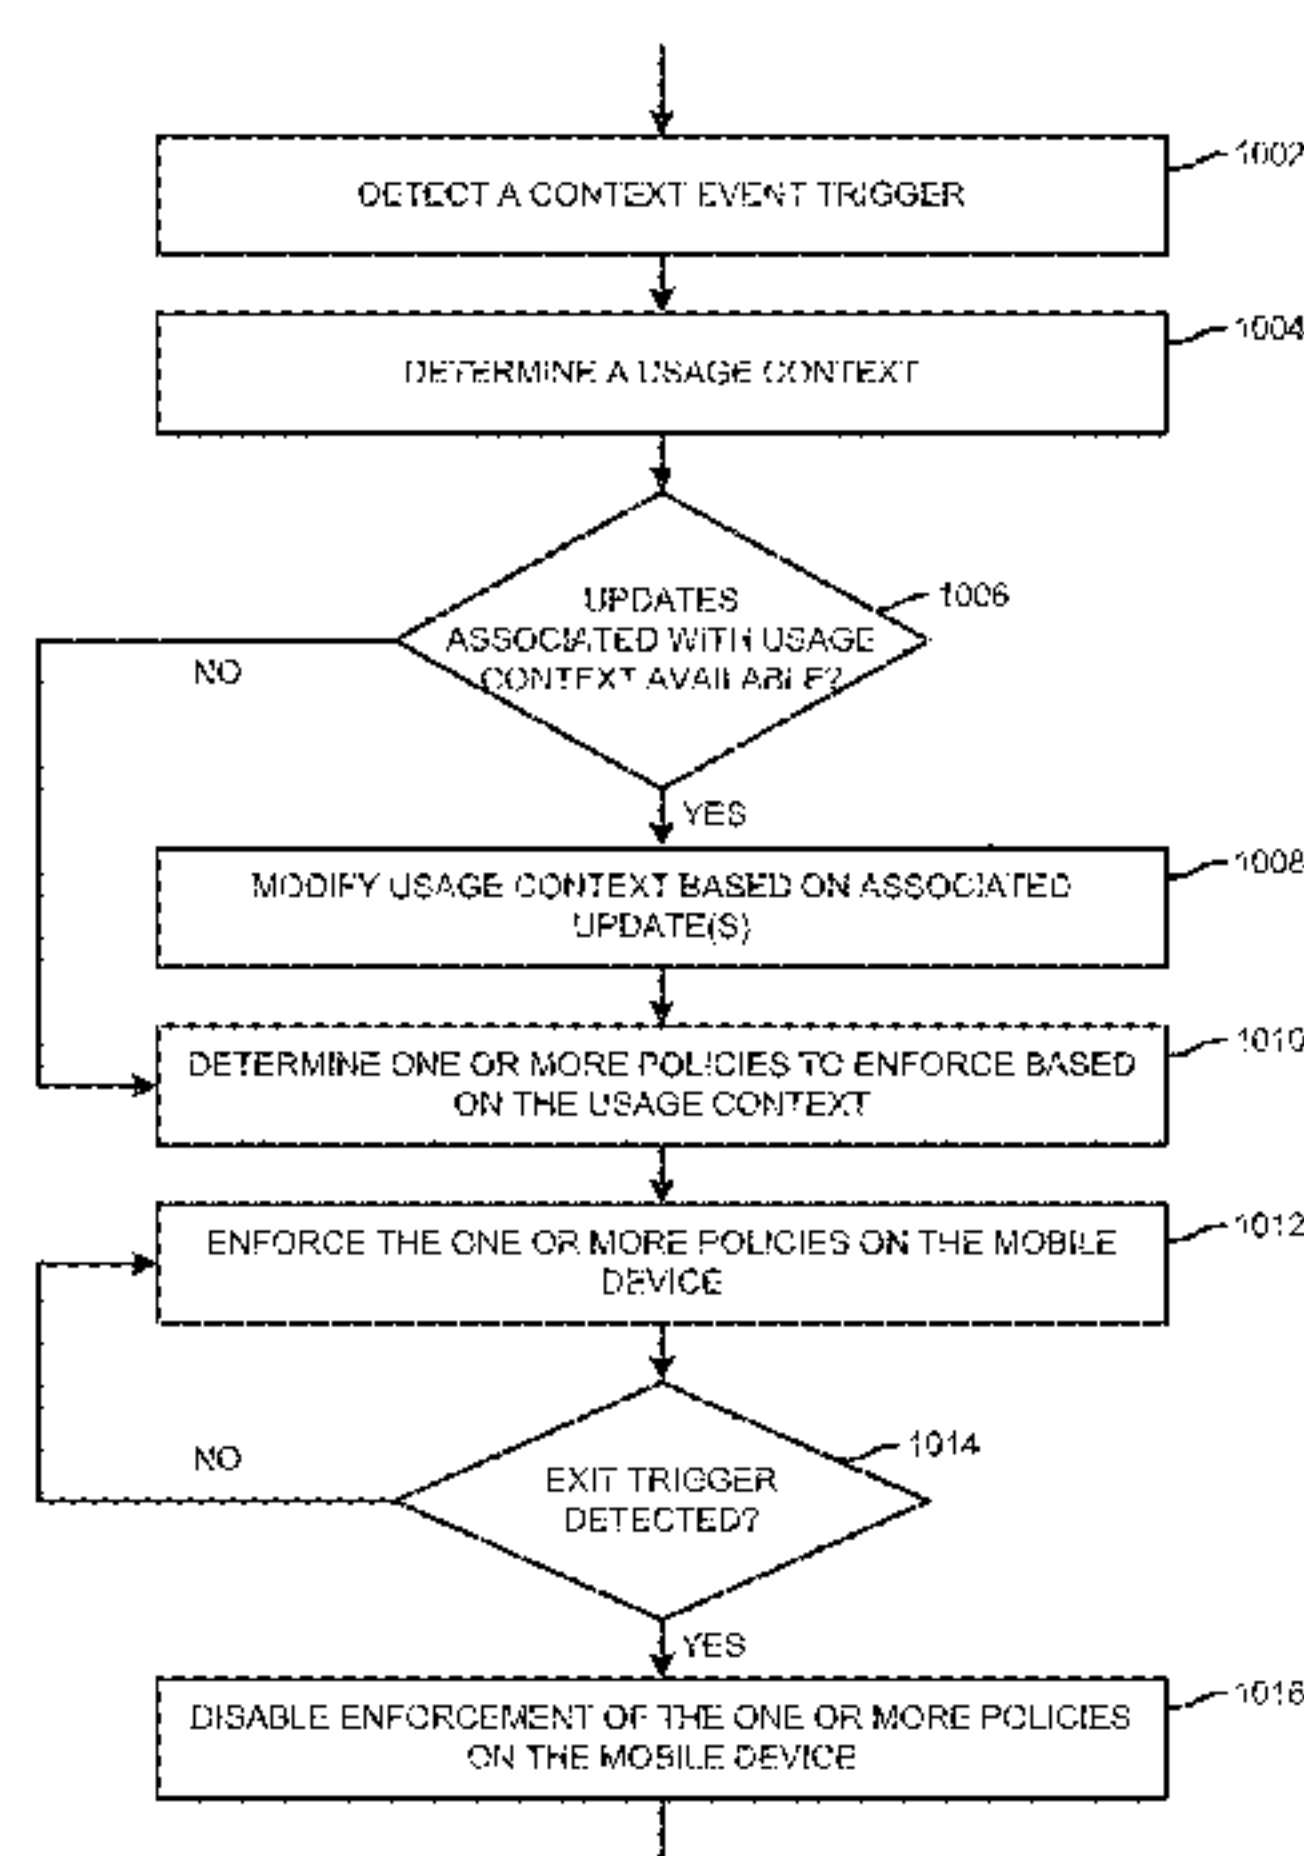 1002
DETECT A CONTEXT EVENT TRIGGER
1004
DETERMINE A USAGE CONTEXT
1006
UPDATES
ASSOCIATED WITH USAGE
CONTEXT AVAILABLE?
NO
YES
1008
MODIFY USAGE CONTEXT BASED ON ASSOCIATED
UPDATE(S)
1010
DETERMINE ONE OR MORE POLICIES TO ENFORCE BASED
ON THE USAGE CONTEXT
1012
ENFORCE THE ONE OR MORE POLICIES ON THE MOBILE
DEVICE
1014
NO
EXIT TRIGGER
DETECTED?
YES
1016
DISABLE ENFORCEMENT OF THE ONE OR MORE POLICIES
ON THE MOBILE DEVICE